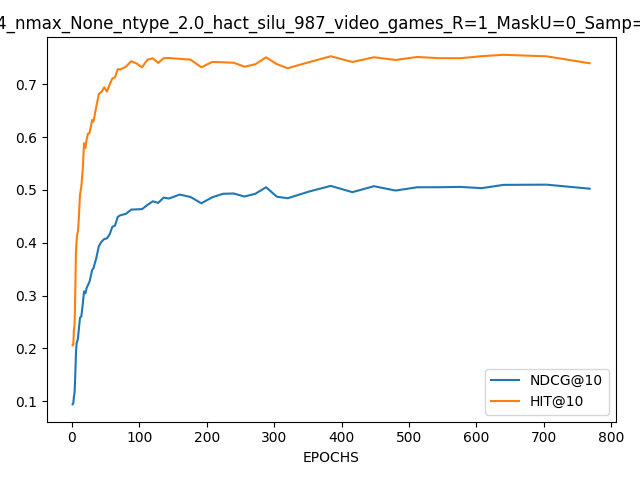 4_nmax_None_ntype_2.0_hact_silu_987_video_games_R=1_MaskU=0_Samp=
0.7
0.6
0.5
0.4
0.3
0.2
0.1
NDCG@10
HIT@10
0 100 200 300 400 500 600 700 800
EPOCHS